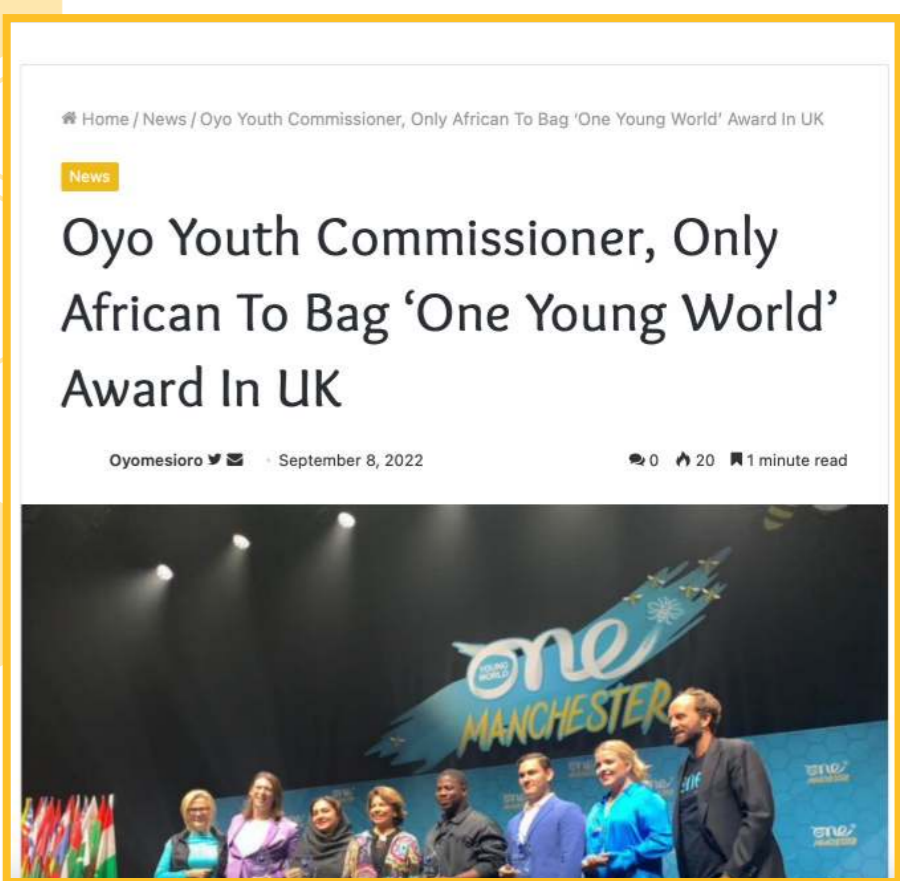 Home / News / Oyo Youth Commissioner, Only African To Bag ‘One Young World’ Award In UK
News
Oyo Youth Commissioner, Only
African To Bag ‘One Young World’
Award In UK
Oyomesioro September 8, 2022 0 20 1 minute read
YOUNG WORLD
one
MANCHESTER
one
one